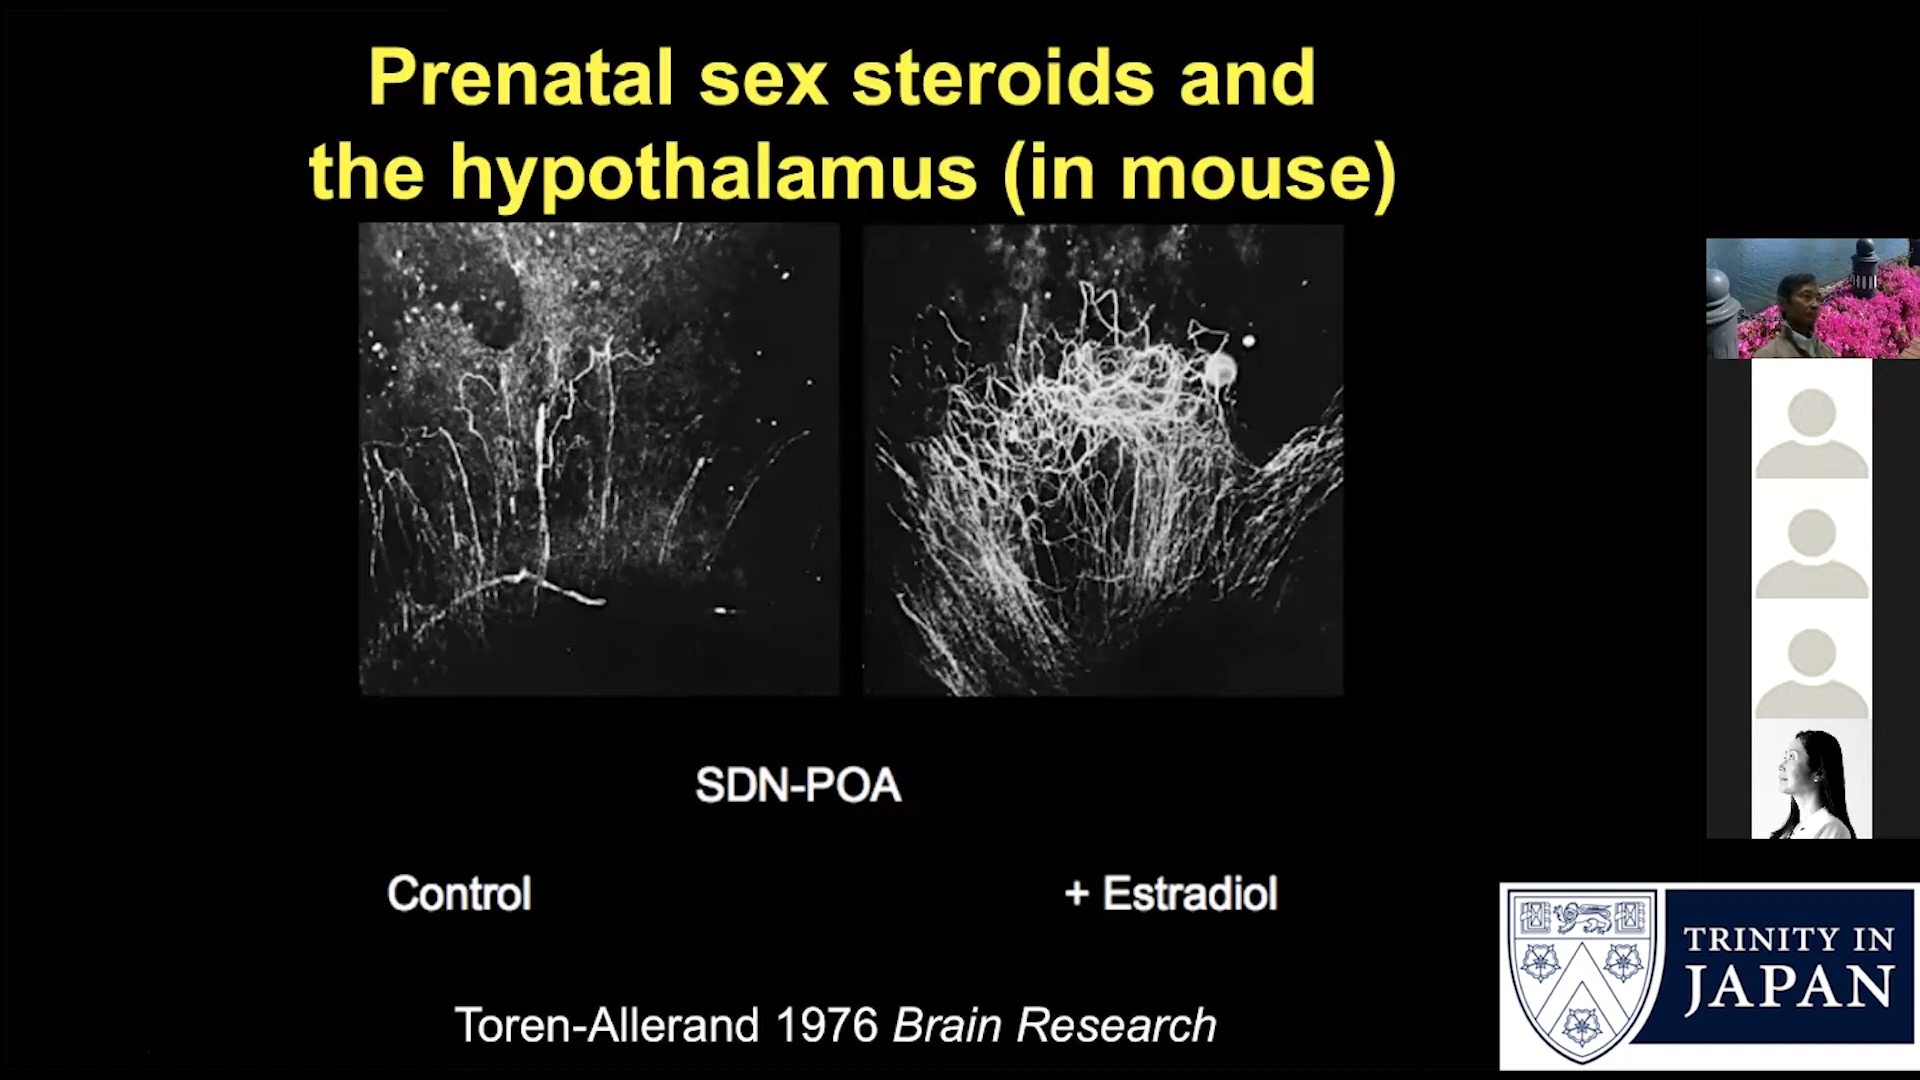 Prenatal sex steroids and
the hypothalamus (in mouse)
SDN-POA
Control
+ Estradiol
Toren-Allerand 1976 Brain Research
TRINITY IN
JAPAN